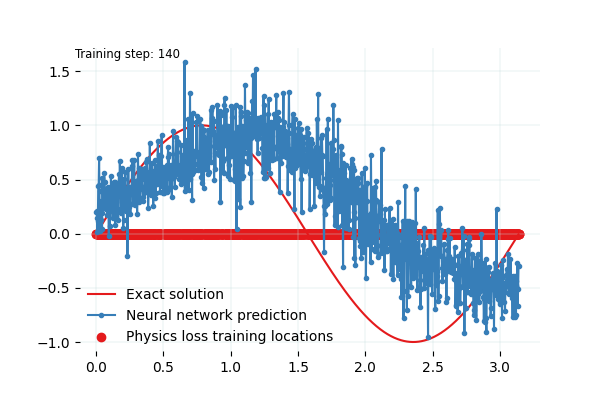 Training step: 140
1.5
1.0
0.5
0.0
−0.5
−1.0
Exact solution
Neural network prediction
Physics loss training locations
0.0 0.5 1.0 1.5 2.0 2.5 3.0